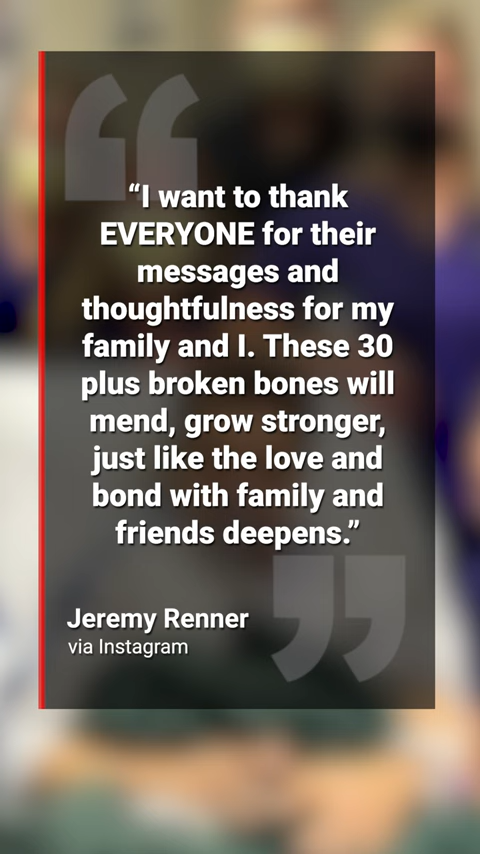 “I want to thank
EVERYONE for their
messages and
thoughtfulness for my
family and I. These 30
plus broken bones will
mend, grow stronger,
just like the love and
bond with family and
friends deepens.”
Jeremy Renner
via Instagram